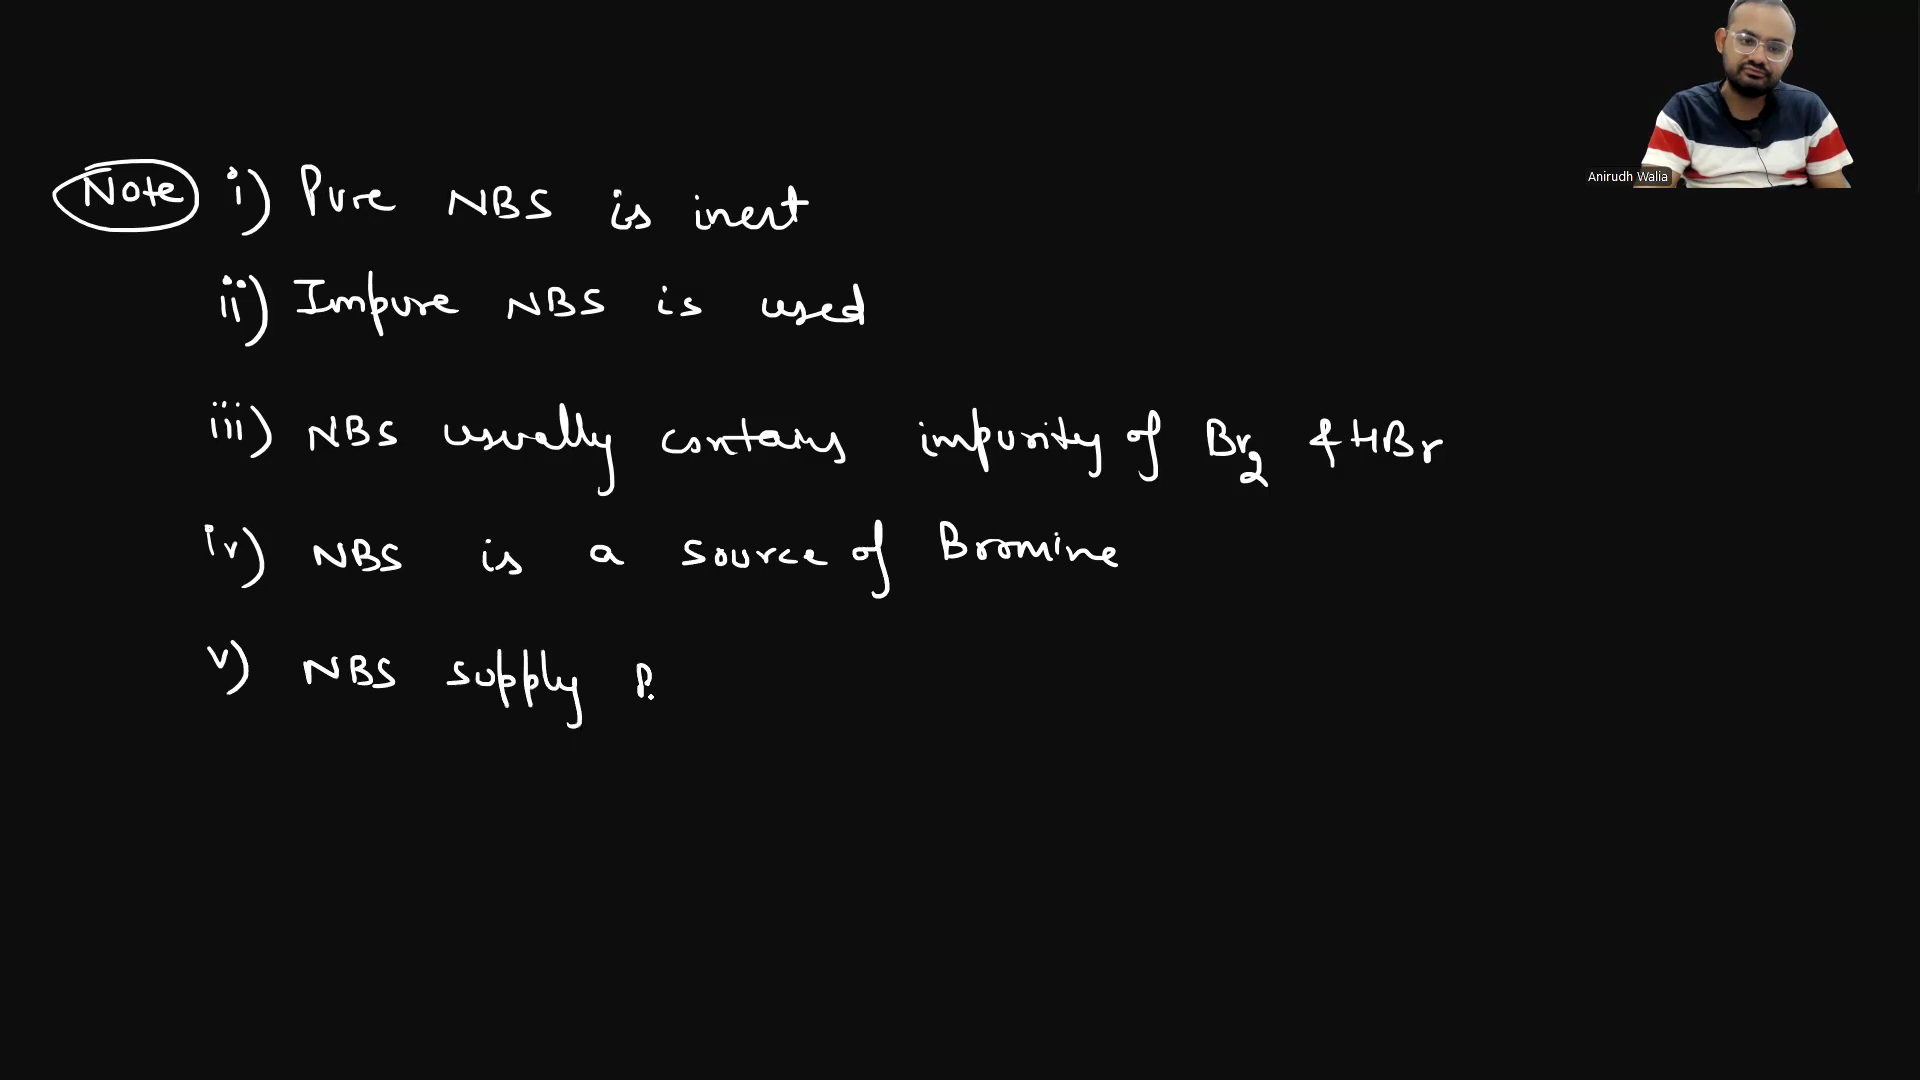 Anirudh Walia
Note i) Pure NBS is inert
ii) Impure NBS is used
iii) NBS usually contains impurity of Br2 & HBr
iv) NBS is a source of Bromine
v) NBS supply